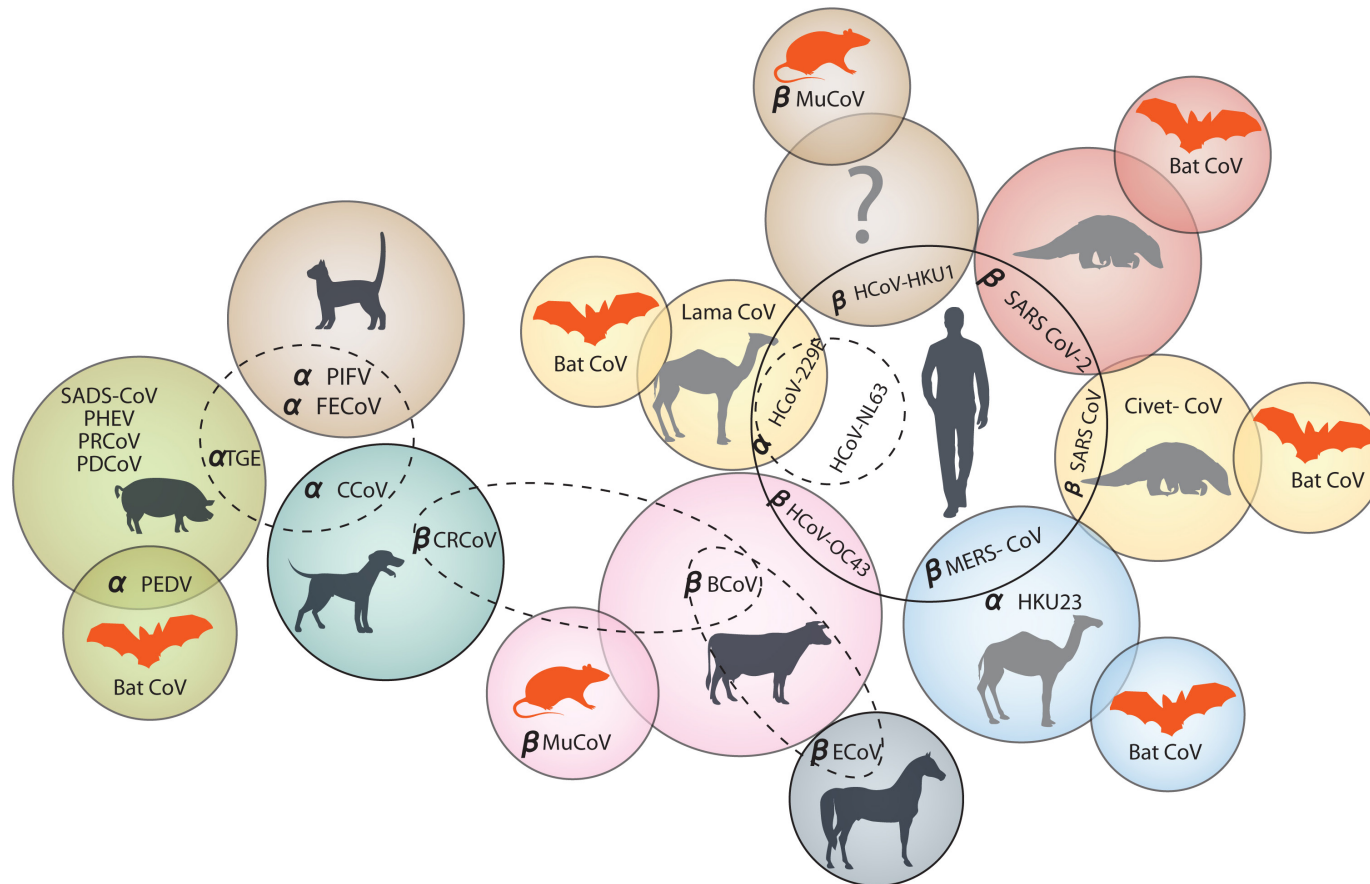 β MuCoV
Bat CoV
?
β HCoV-HKU1
β SARS CoV-2
Lama CoV
Bat CoV
α HCoV-229E
HCoV-NL63
β SARS CoV
Civet- CoV
Bat CoV
α PIFV
α FECoV
SADS-CoV
PHEV
PRCoV
PDCoV
αTGE
α CCoV
β CRCoV
β HCoV-OC43
β MERS- CoV
α HKU23
β BCoV
α PEDV
Bat CoV
β MuCoV
β ECoV
Bat CoV